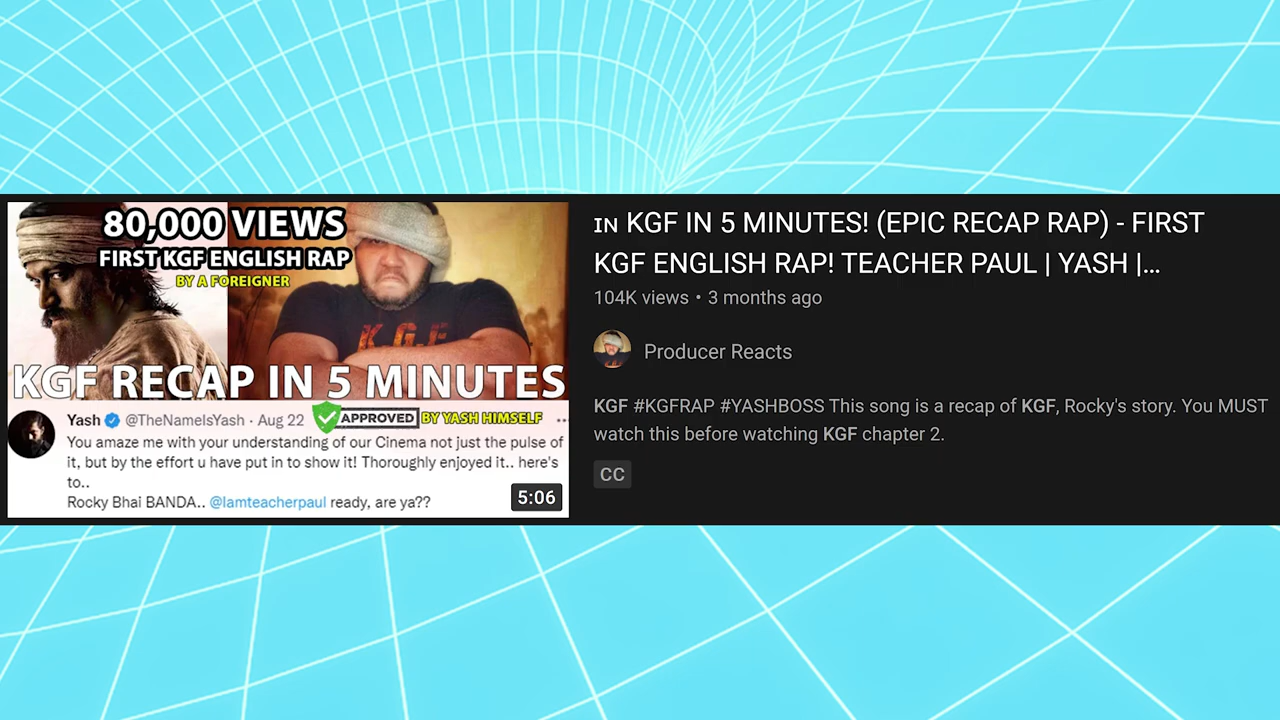 80,000 VIEWS
FIRST KGF ENGLISH RAP
BY A FOREIGNER
K.G.F
KGF RECAP IN 5 MINUTES
Yash @TheNameIsYash · Aug 22 APPROVED BY YASH HIMSELF ...
You amaze me with your understanding of our Cinema not just the pulse of
it, but by the effort u have put in to show it! Thoroughly enjoyed it.. here's
to..
Rocky Bhai BANDA.. @Iamteacherpaul ready, are ya??
5:06
IN KGF IN 5 MINUTES! (EPIC RECAP RAP) - FIRST
KGF ENGLISH RAP! TEACHER PAUL | YASH |...
104K views • 3 months ago
Producer Reacts
KGF #KGFRAP #YASHBOSS This song is a recap of KGF, Rocky's story. You MUST
watch this before watching KGF chapter 2.
CC